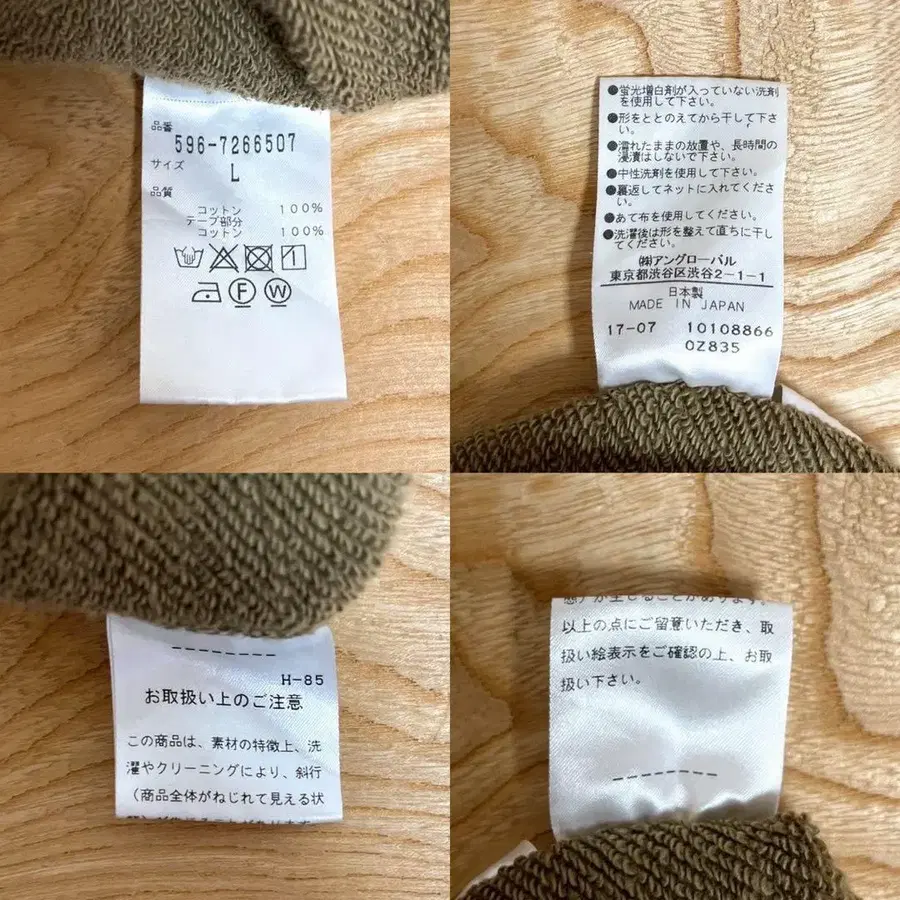 品番
596-7266507
サイズ
L
品質
コットン 100%
テープ部分
コットン 100%
F W
●蛍光増白剤が入っていない洗剤
を使用して下さい。
●形をととのえてから干して下さ
い。
●濡れたままの放置や、長時間の
浸漬はしないで下さい。
●中性洗剤を使用して下さい。
●裏返してネットに入れてくださ
い。
●あて布を使用してください。
●洗濯後は形を整えて直ちに干し
てください。
㈱アングローバル
東京都渋谷区渋谷2-1-1
日本製
MADE IN JAPAN
17-07 10108866
0Z835
H-85
お取扱い上のご注意
この商品は、素材の特徴上、洗
濯やクリーニングにより、斜行
(商品全体がねじれて見える状
態)が生じることがあります。
以上の点にご留意いただき、取
扱い絵表示をご確認の上、お取
扱い下さい。